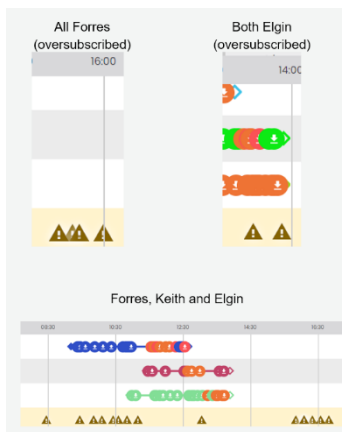 All Forres
(oversubscribed)
Both Elgin
(oversubscribed)
16:00
14:00
Forres, Keith and Elgin
09:00 10:00 12:00 14:00 16:00